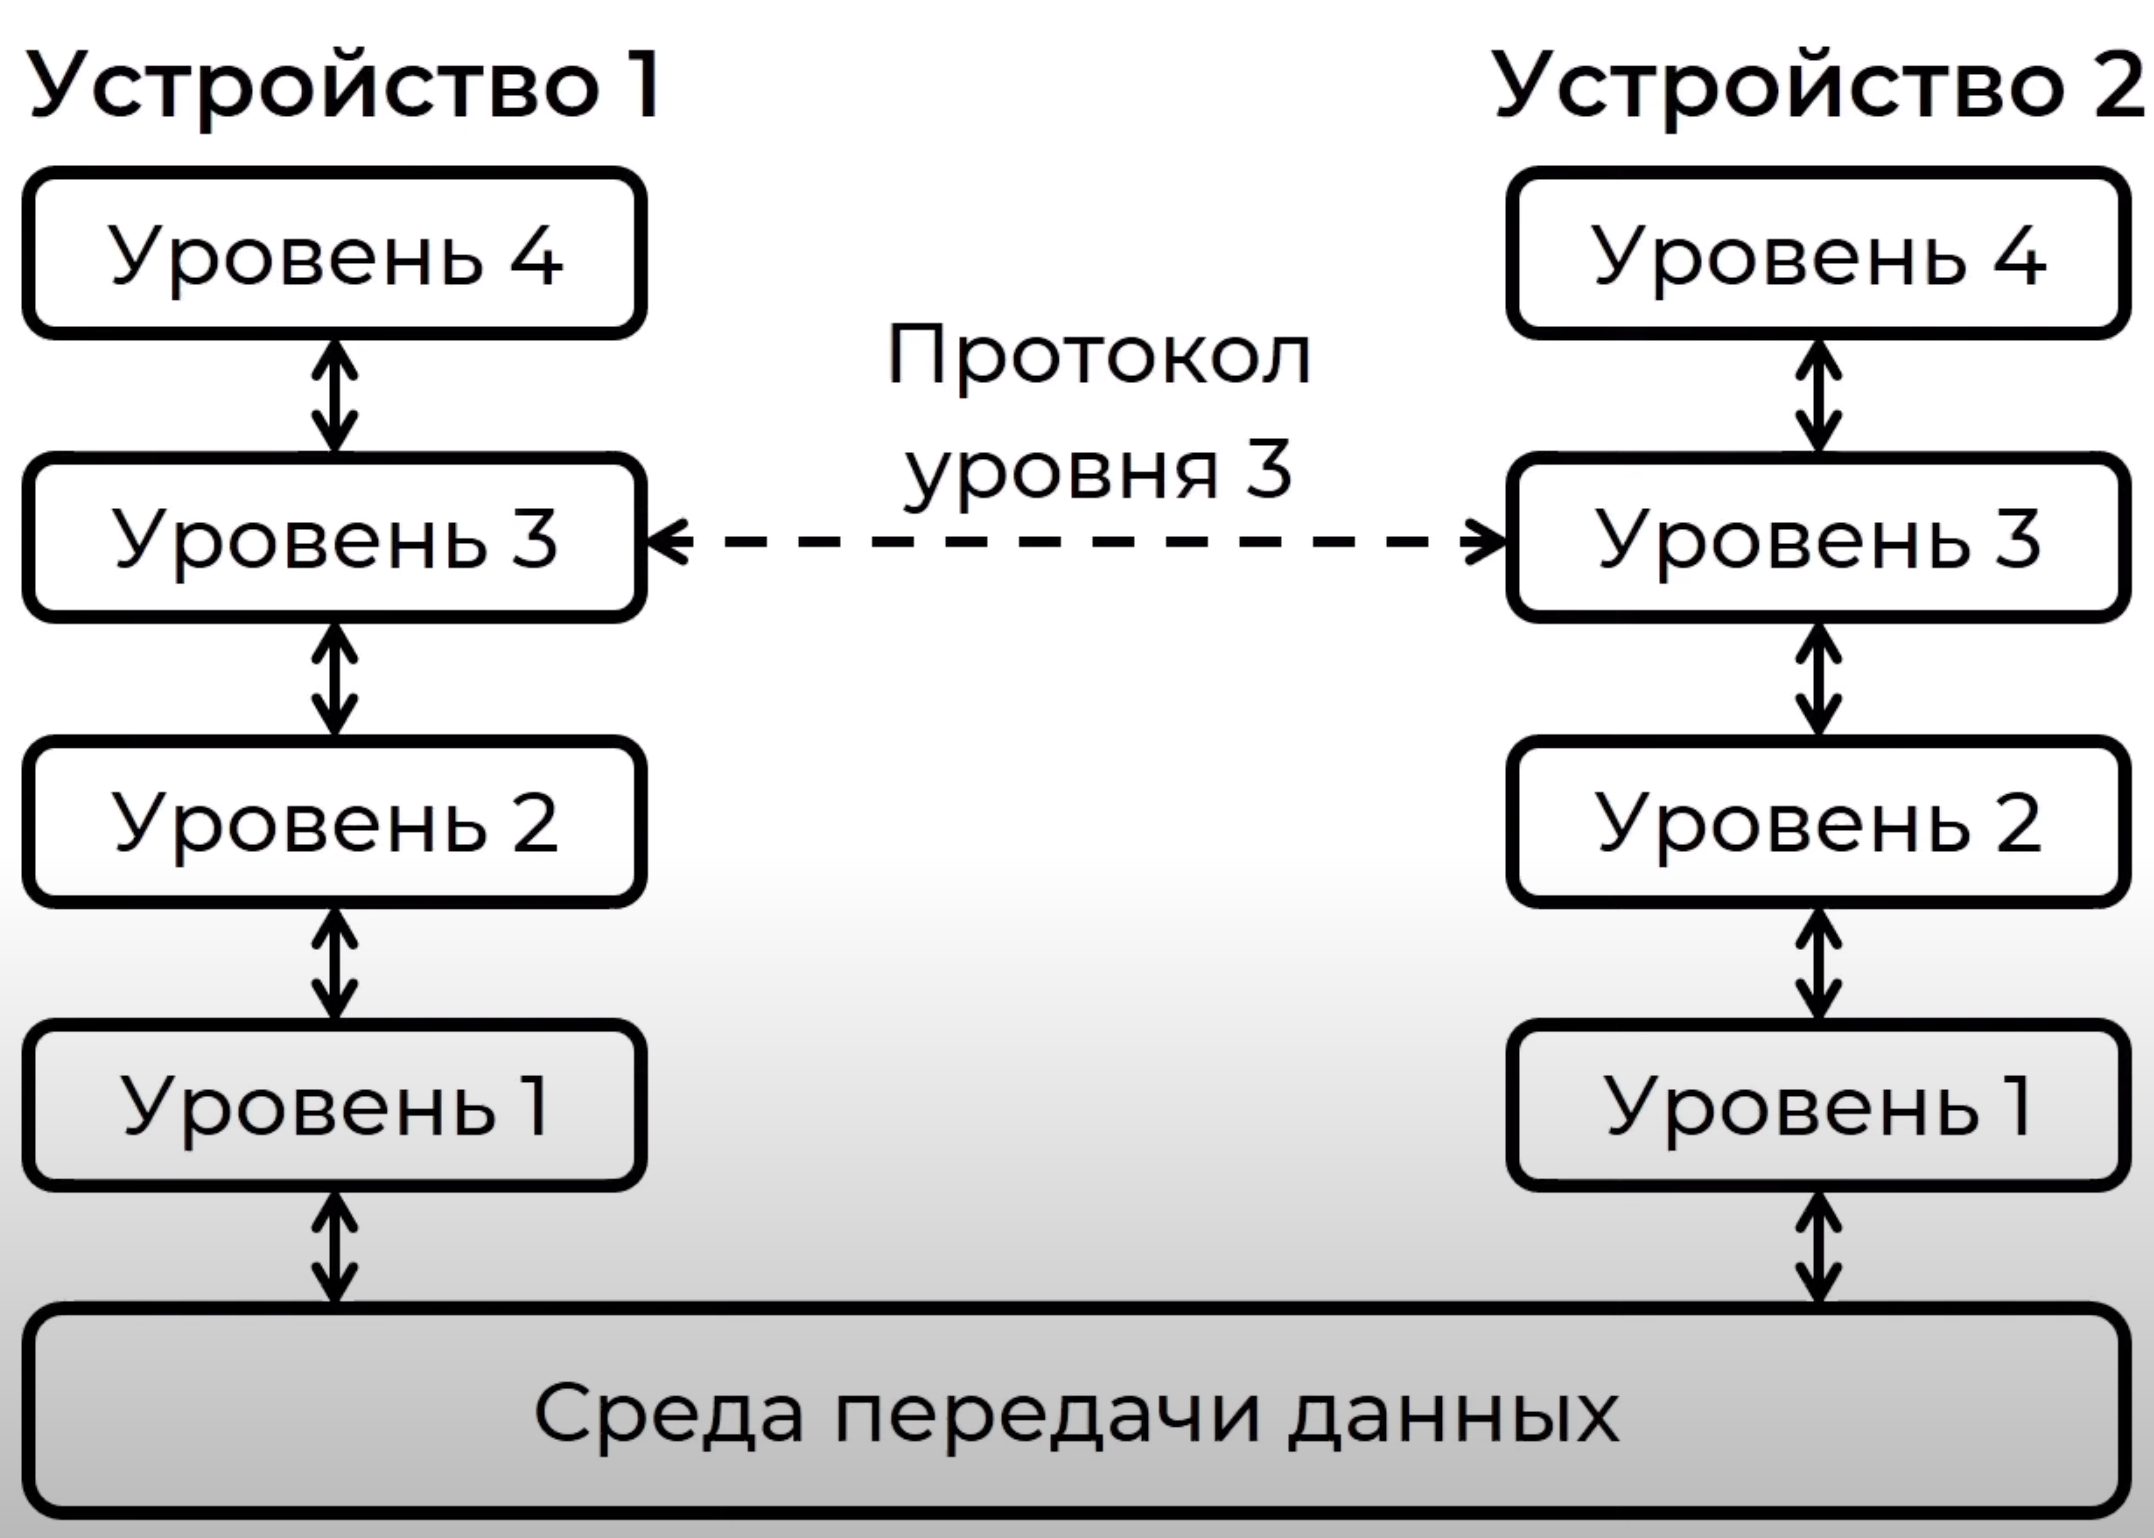 Устройство 1
Устройство 2
Уровень 4
Уровень 4
Протокол
уровня 3
Уровень 3
Уровень 3
Уровень 2
Уровень 2
Уровень 1
Уровень 1
Среда передачи данных